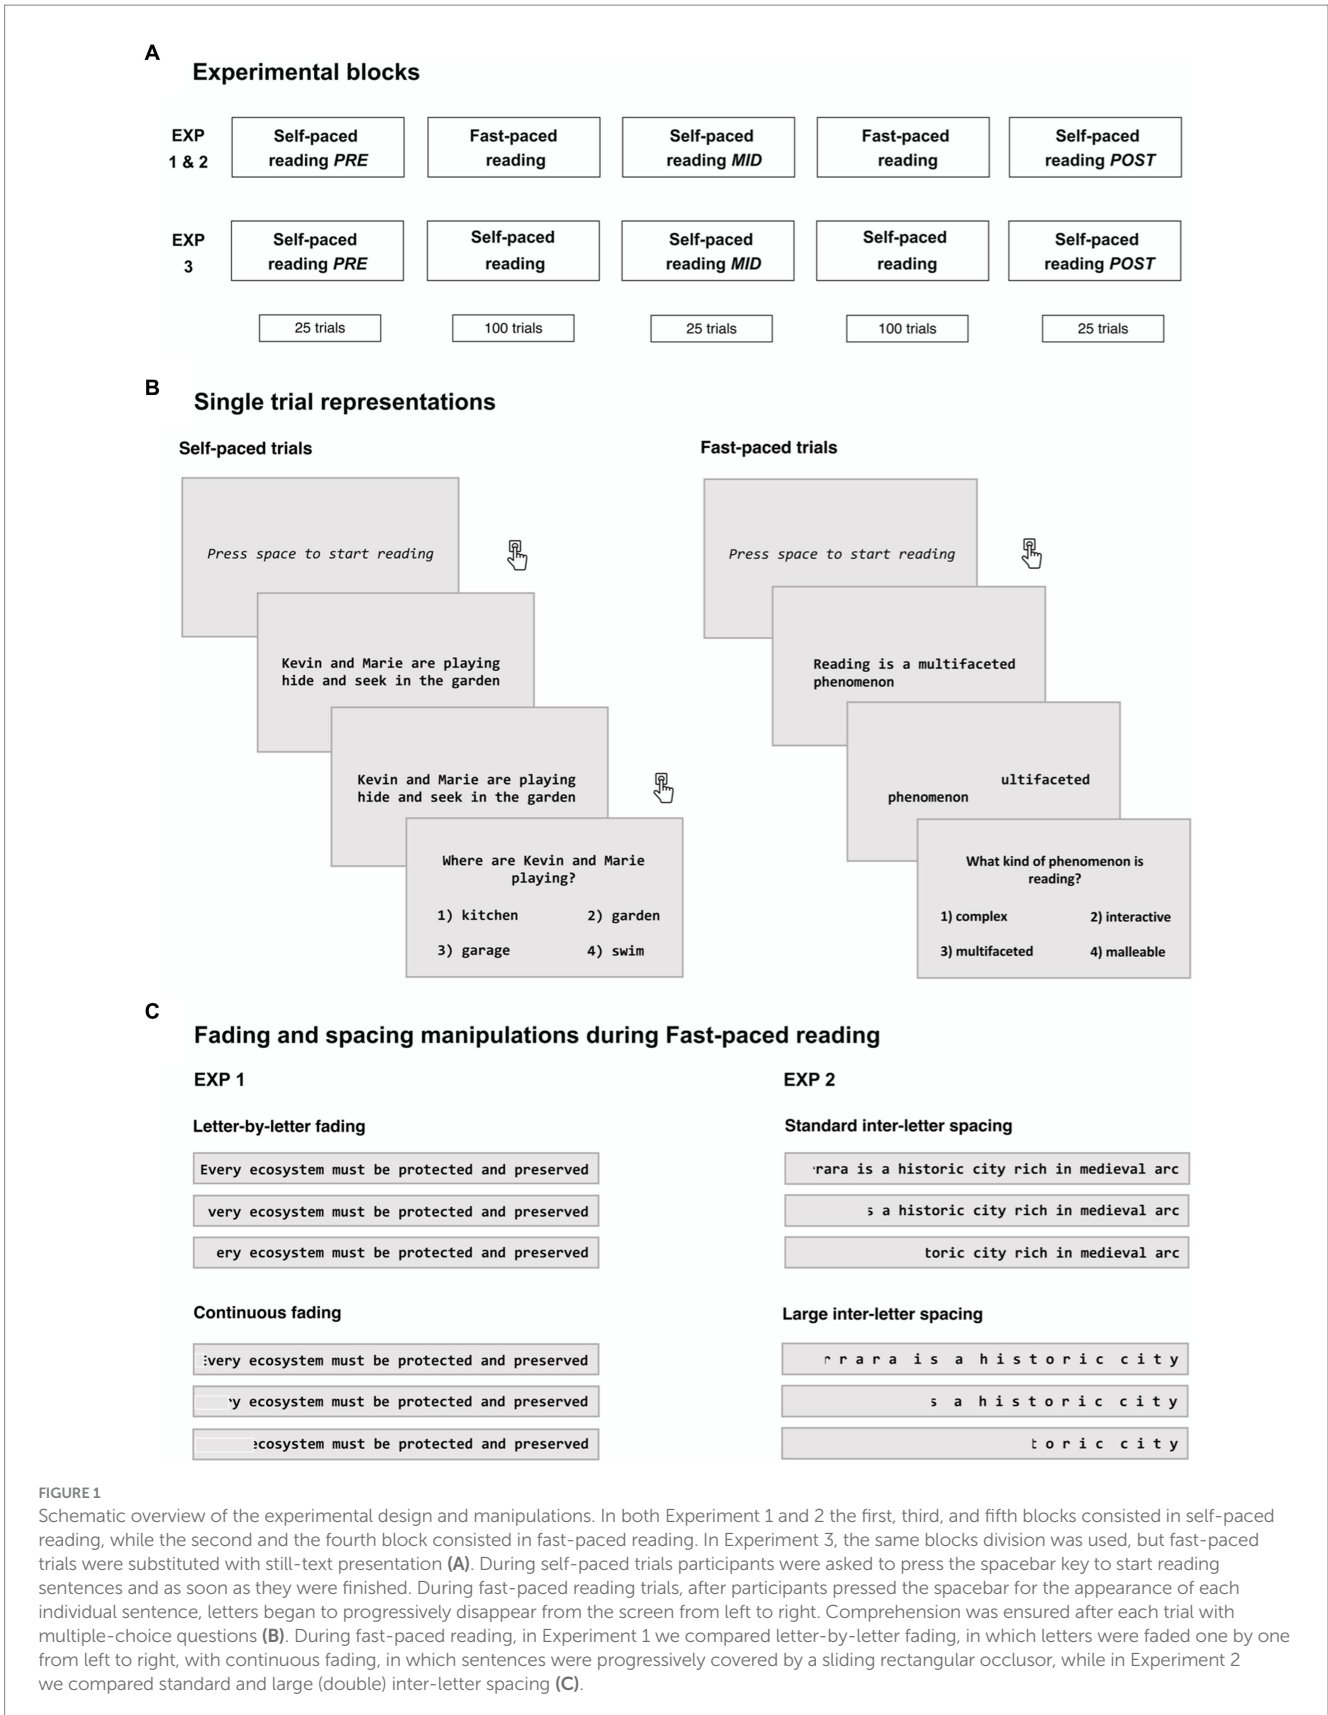 A
Experimental blocks
EXP
1 & 2
Self-paced
reading PRE
Fast-paced
reading
Self-paced
reading MID
Fast-paced
reading
Self-paced
reading POST
EXP
3
Self-paced
reading PRE
Self-paced
reading
Self-paced
reading MID
Self-paced
reading
Self-paced
reading POST
25 trials
100 trials
25 trials
100 trials
25 trials
B
Single trial representations
Self-paced trials
Press space to start reading
Kevin and Marie are playing
hide and seek in the garden
Kevin and Marie are playing
hide and seek in the garden
Where are Kevin and Marie
playing?
1) kitchen 2) garden
3) garage 4) swim
Fast-paced trials
Press space to start reading
Reading is a multifaceted
phenomenon
ultifaceted
phenomenon
What kind of phenomenon is
reading?
1) complex 2) interactive
3) multifaceted 4) malleable
C
Fading and spacing manipulations during Fast-paced reading
EXP 1
Letter-by-letter fading
Every ecosystem must be protected and preserved
very ecosystem must be protected and preserved
ery ecosystem must be protected and preserved
Continuous fading
Every ecosystem must be protected and preserved
y ecosystem must be protected and preserved
ecosystem must be protected and preserved
EXP 2
Standard inter-letter spacing
rrara is a historic city rich in medieval arc
s a historic city rich in medieval arc
toric city rich in medieval arc
Large inter-letter spacing
r r a r a i s a h i s t o r i c c i t y
s a h i s t o r i c c i t y
t o r i c c i t y
FIGURE 1
Schematic overview of the experimental design and manipulations. In both Experiment 1 and 2 the first, third, and fifth blocks consisted in self-paced
reading, while the second and the fourth block consisted in fast-paced reading. In Experiment 3, the same blocks division was used, but fast-paced
trials were substituted with still-text presentation (A). During self-paced trials participants were asked to press the spacebar key to start reading
sentences and as soon as they were finished. During fast-paced reading trials, after participants pressed the spacebar for the appearance of each
individual sentence, letters began to progressively disappear from the screen from left to right. Comprehension was ensured after each trial with
multiple-choice questions (B). During fast-paced reading, in Experiment 1 we compared letter-by-letter fading, in which letters were faded one by one
from left to right, with continuous fading, in which sentences were progressively covered by a sliding rectangular occlusor, while in Experiment 2
we compared standard and large (double) inter-letter spacing (C).